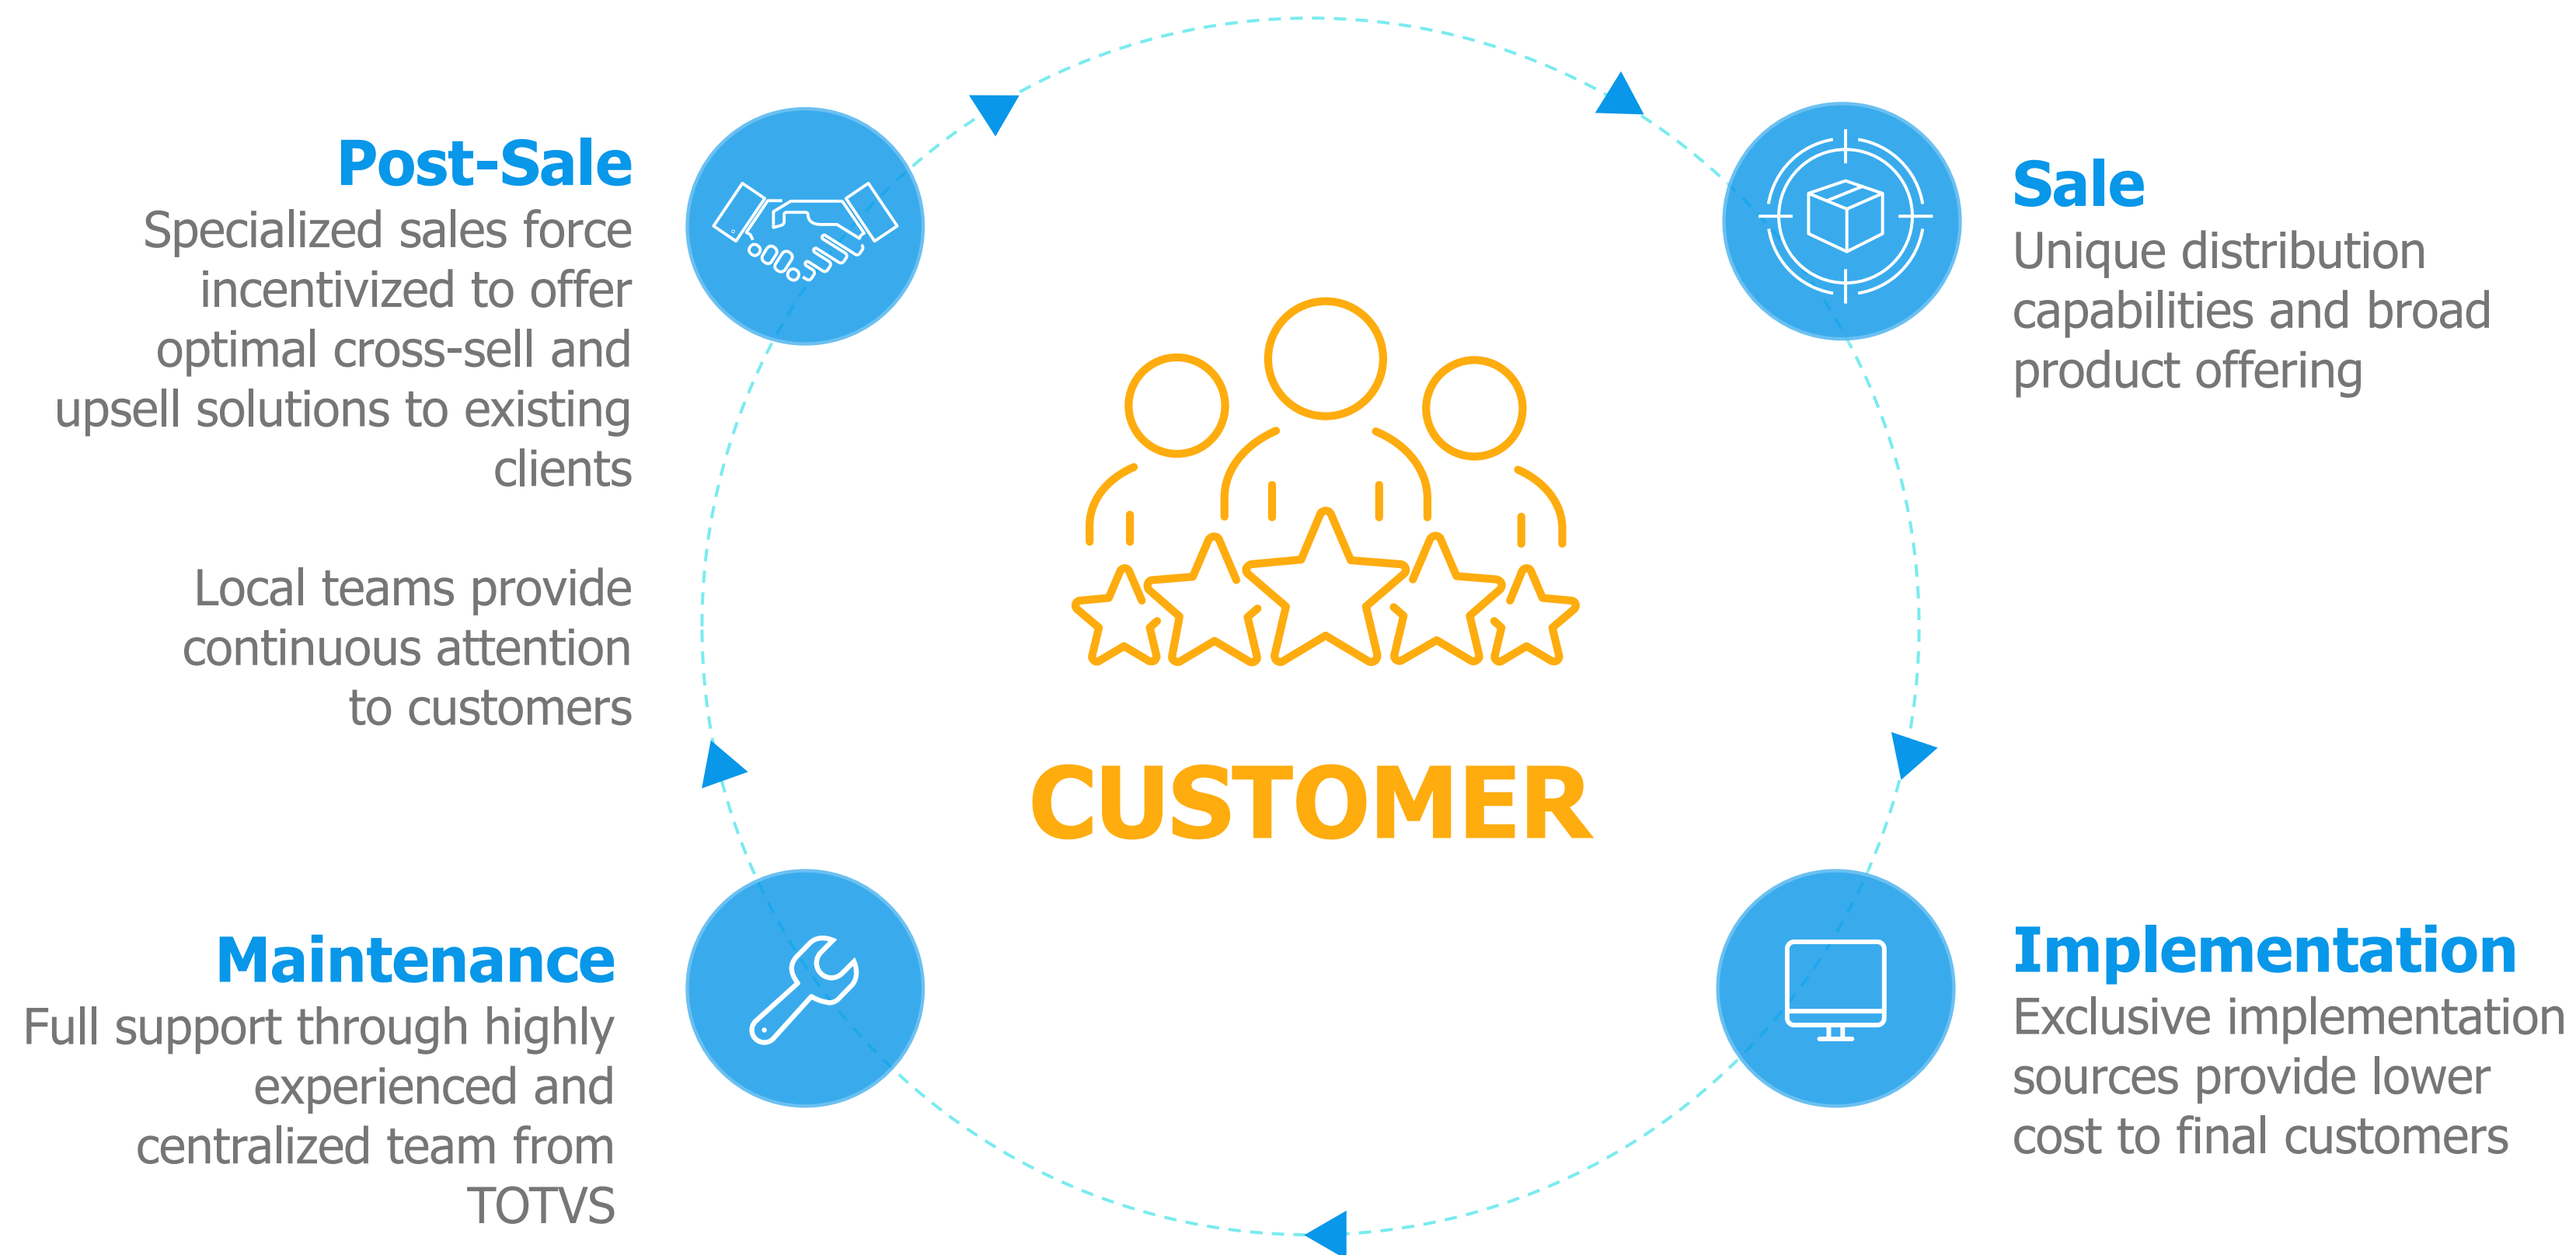 Post-Sale
Specialized sales force
incentivized to offer
optimal cross-sell and
upsell solutions to existing
clients
Local teams provide
continuous attention
to customers
Sale
Unique distribution
capabilities and broad
product offering
CUSTOMER
Maintenance
Full support through highly
experienced and
centralized team from
TOTVS
Implementation
Exclusive implementation
sources provide lower
cost to final customers